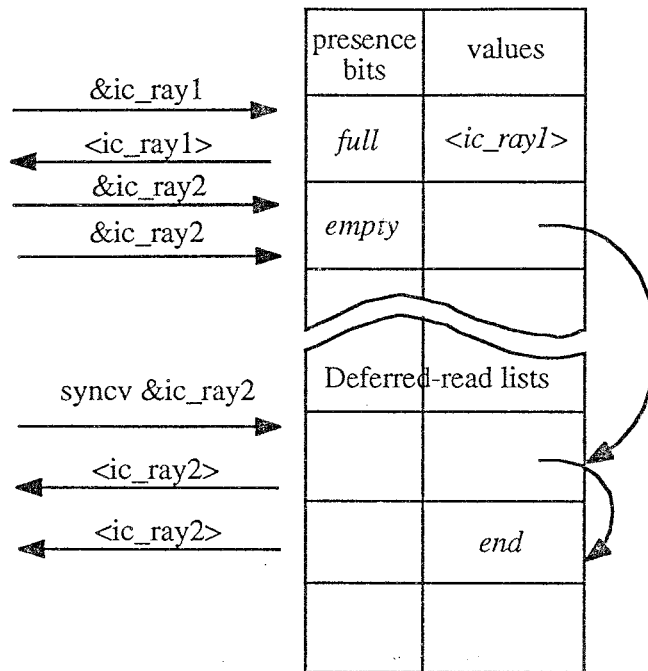 presence
bits
values
&ic_ray1
<ic_ray1>
full
<ic_ray1>
&ic_ray2
&ic_ray2
empty
Deferred-read lists
syncv &ic_ray2
<ic_ray2>
<ic_ray2>
end